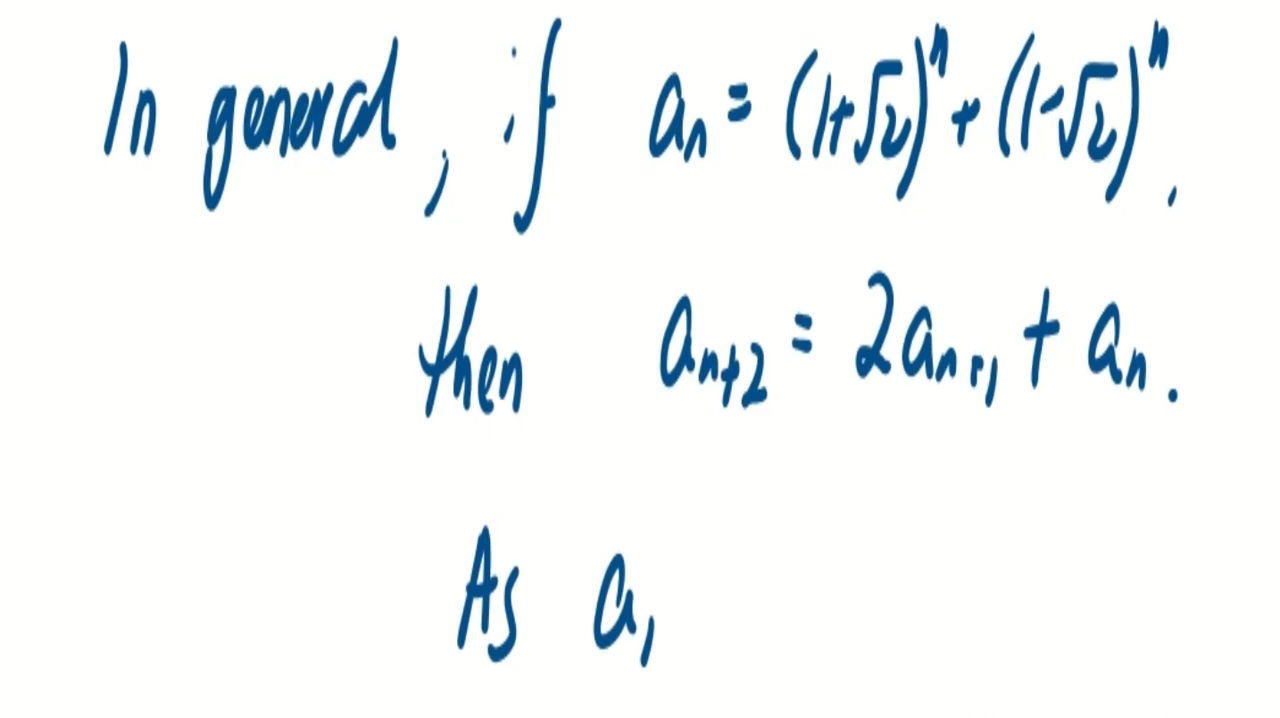 In general, if aₙ = (1+√2)ⁿ + (1-√2)ⁿ.
then aₙ₊₂ = 2aₙ₊₁ + aₙ.
As a₁